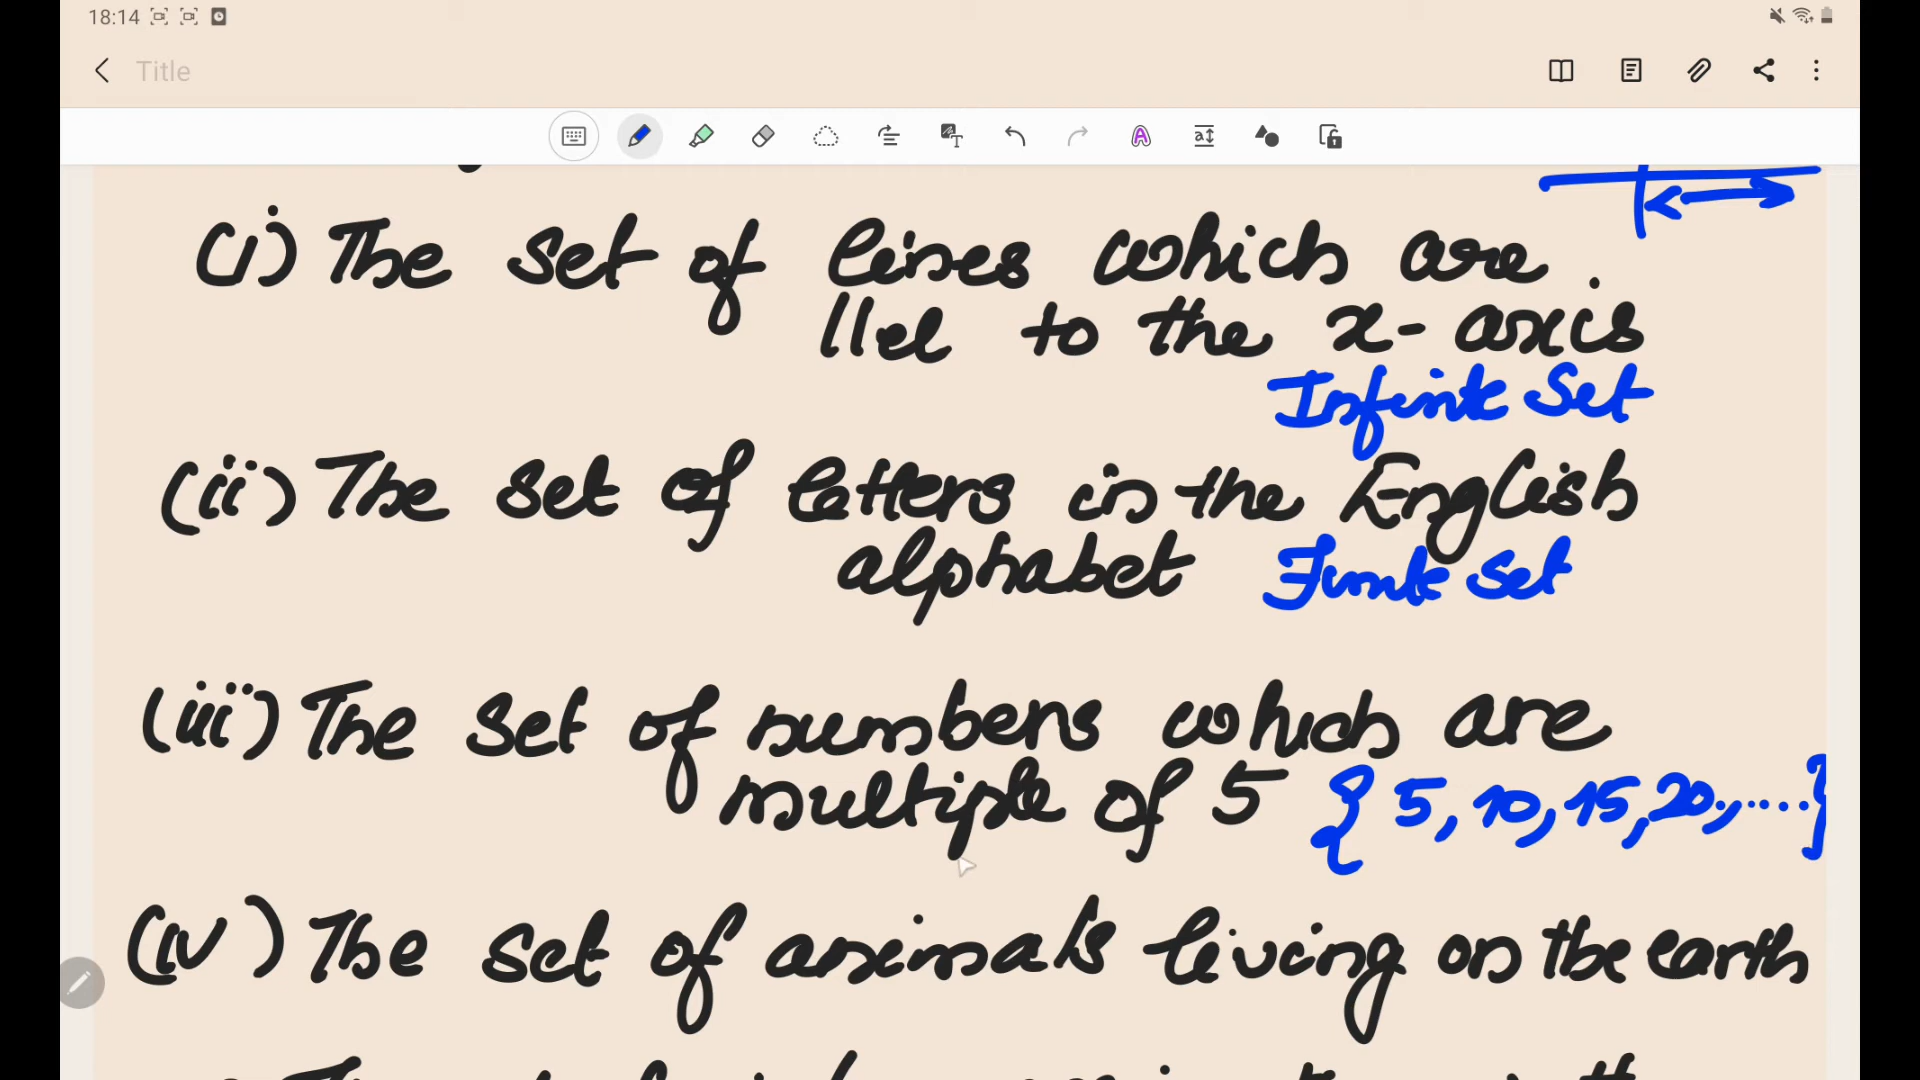 18:14
Title
(i) The set of lines which are
llel to the x-axis
Infinite Set
(ii) The set of letters in the English
alphabet Finite Set
(iii) The set of numbers which are
multiple of 5 {5, 10, 15, 20, .....}
(iv) The set of animals living on the earth